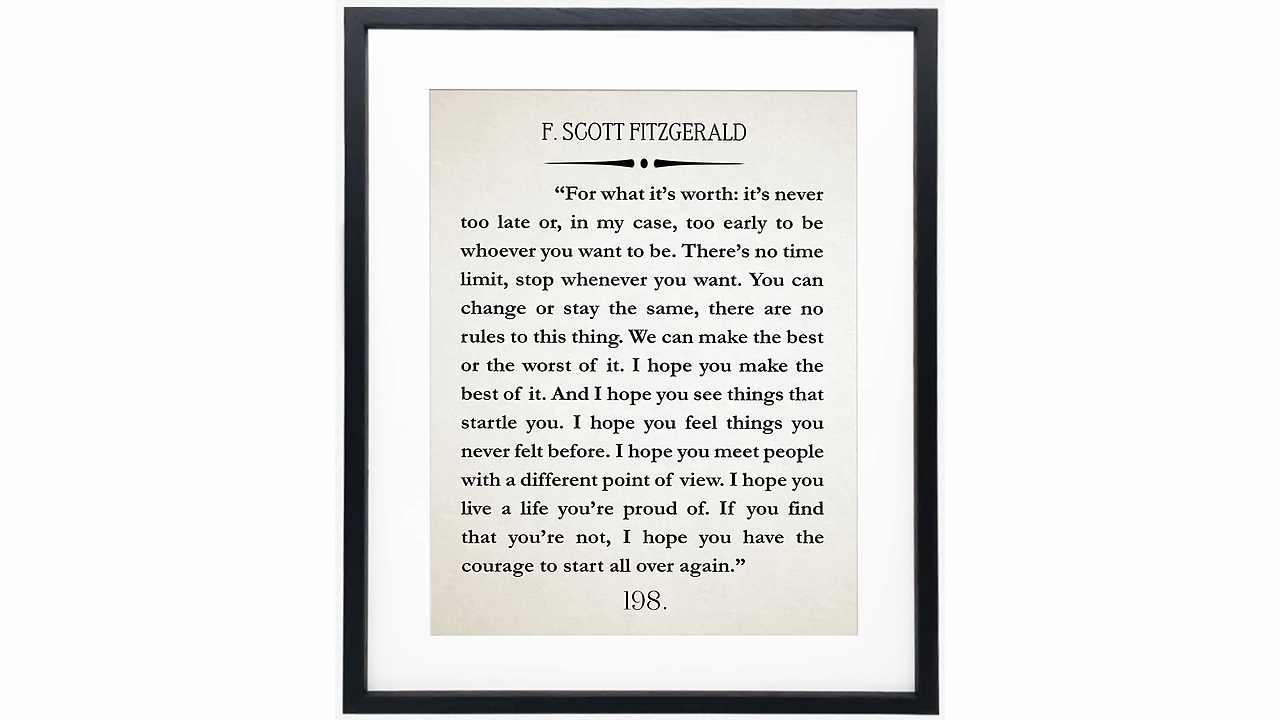 F. SCOTT FITZGERALD
“For what it’s worth: it’s never
too late or, in my case, too early to be
whoever you want to be. There’s no time
limit, stop whenever you want. You can
change or stay the same, there are no
rules to this thing. We can make the best
or the worst of it. I hope you make the
best of it. And I hope you see things that
startle you. I hope you feel things you
never felt before. I hope you meet people
with a different point of view. I hope you
live a life you’re proud of. If you find
that you’re not, I hope you have the
courage to start all over again.”
198.